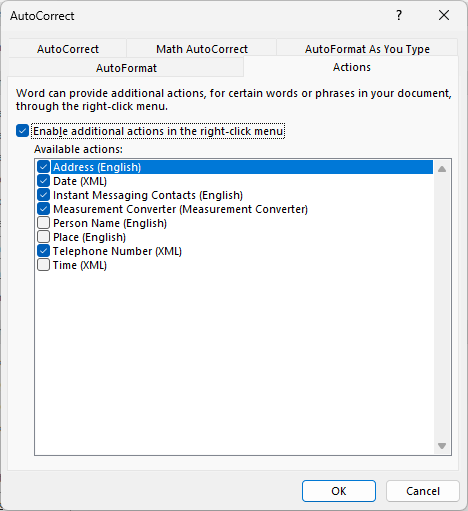 AutoCorrect
?
AutoCorrect Math AutoCorrect AutoFormat As You Type
AutoFormat Actions
Word can provide additional actions, for certain words or phrases in your document,
through the right-click menu.
Enable additional actions in the right-click menu
Available actions:
Address (English)
Date (XML)
Instant Messaging Contacts (English)
Measurement Converter (Measurement Converter)
Person Name (English)
Place (English)
Telephone Number (XML)
Time (XML)
OK Cancel